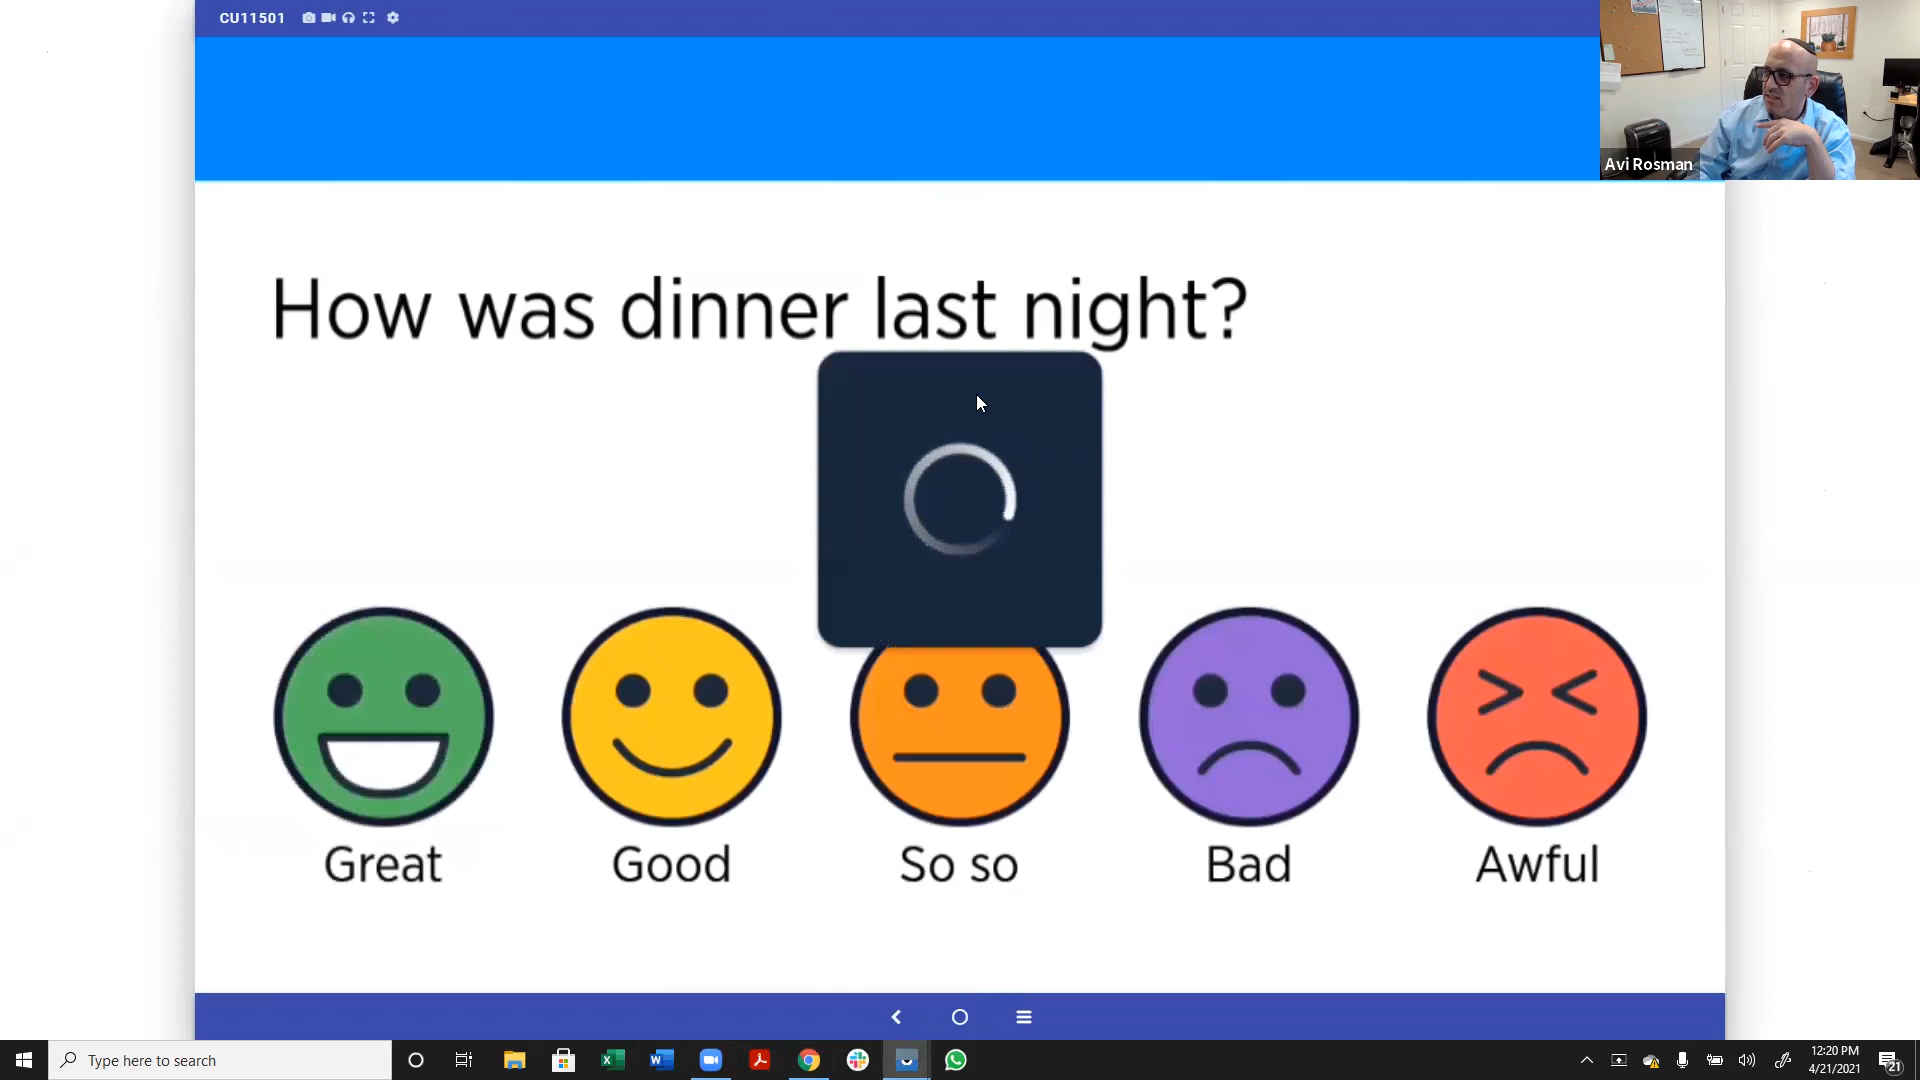 CU11501
Avi Rosman
How was dinner last night?
Great
Good
So so
Bad
Awful
Type here to search
12:20 PM
4/21/2021
21